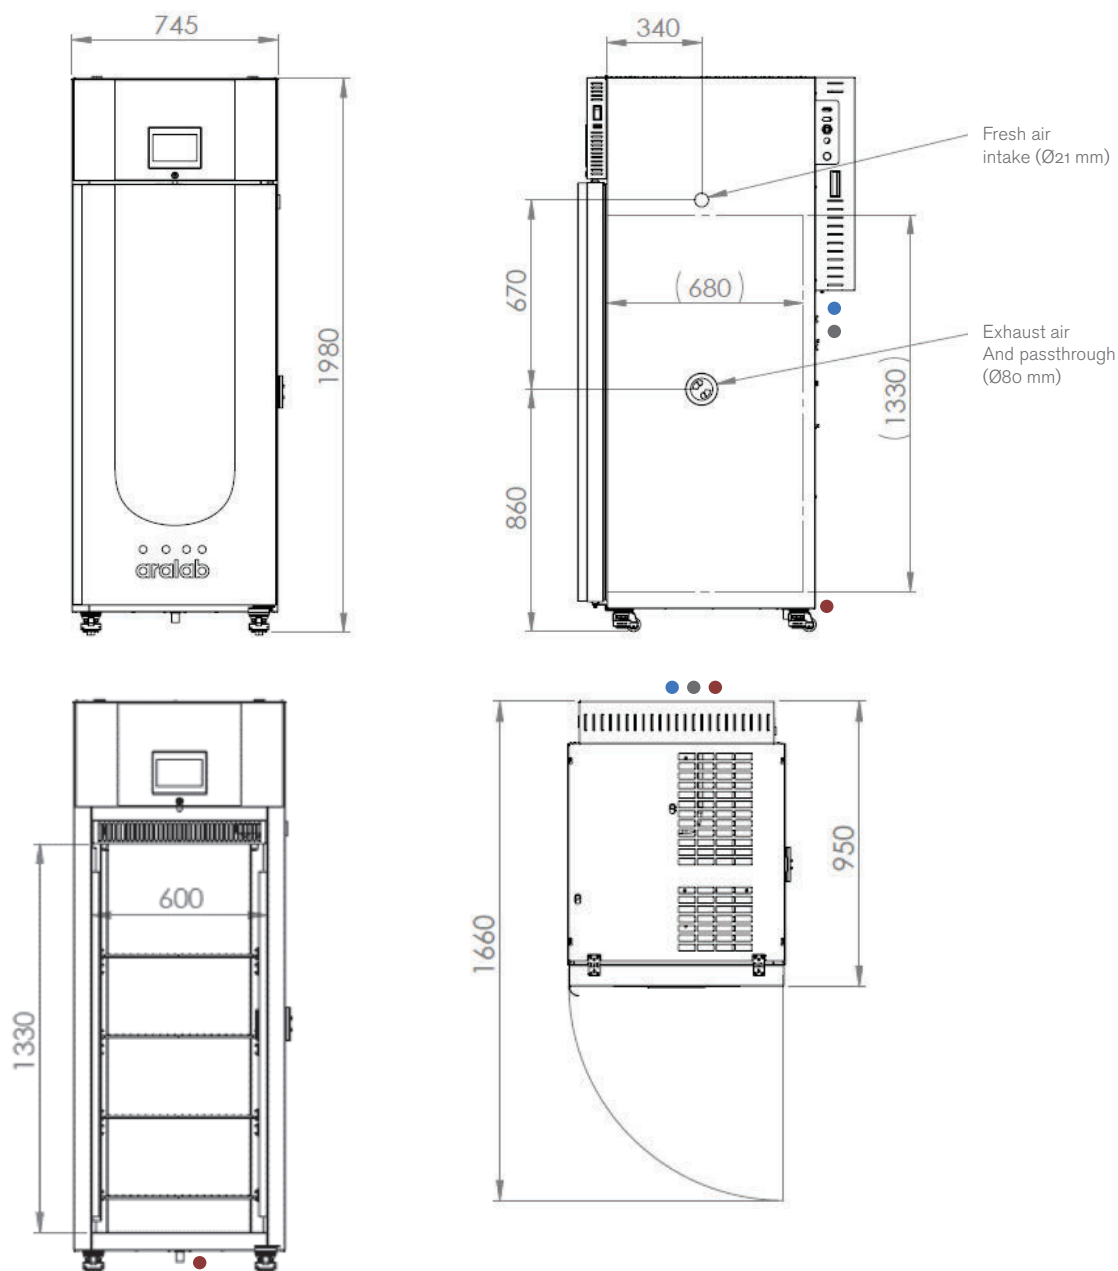 745
340
Fresh air
intake (Ø21 mm)
670
(680)
1980
Exhaust air
And passthrough
(Ø80 mm)
(1330)
860
aralab
600
950
1660
1330